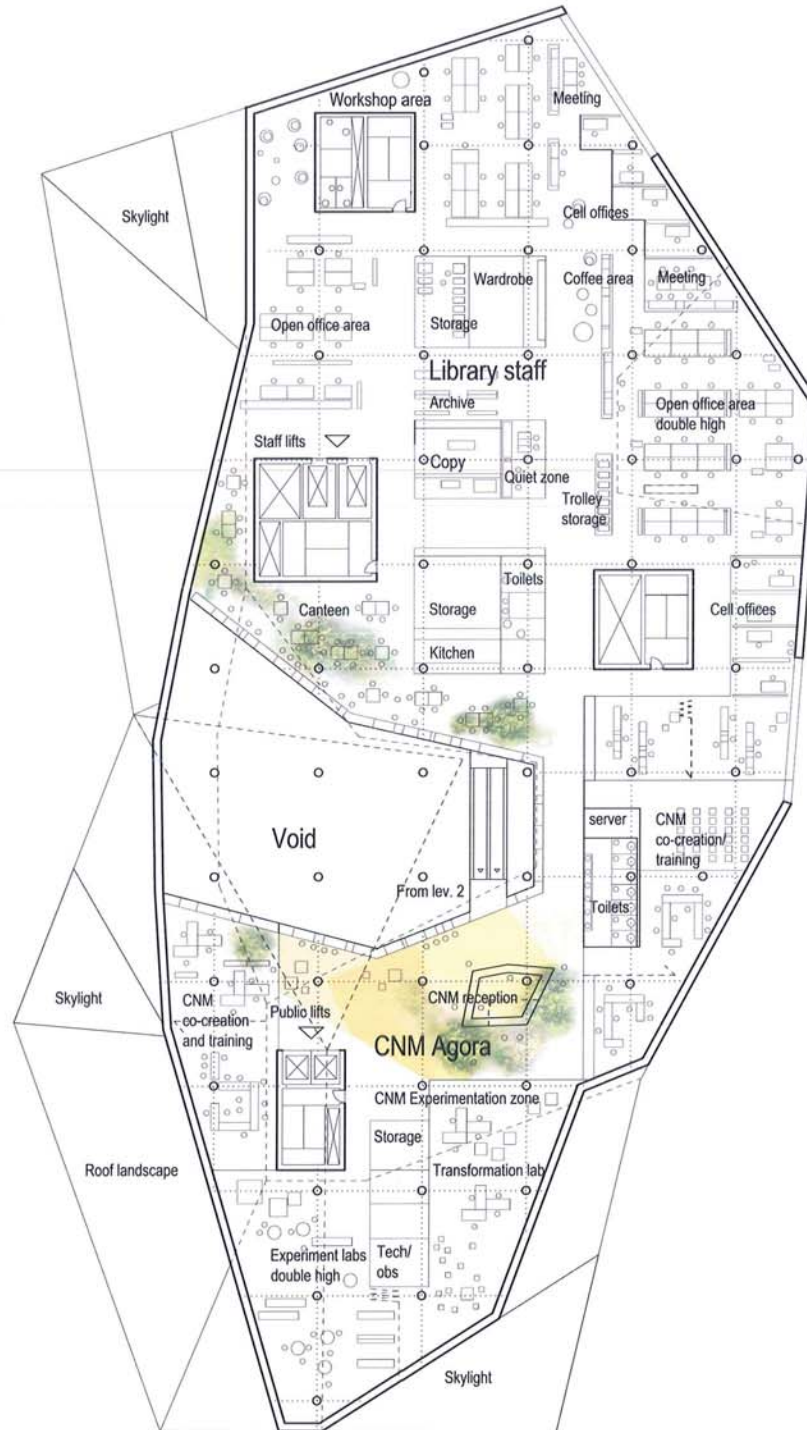 Workshop area
Meeting
Skylight
Cell offices
Wardrobe
Coffee area
Meeting
Open office area
Storage
Library staff
Archive
Open office area
double high
Staff lifts
Copy
Quiet zone
Trolley
storage
Toilets
Canteen
Storage
Cell offices
Kitchen
server
CNM
co-creation/
training
Void
From lev. 2
Toilets
Skylight
CNM
co-creation
and training
Public lifts
CNM reception
CNM Agora
CNM Experimentation zone
Storage
Roof landscape
Transformation lab
Experiment labs
double high
Tech/
obs
Skylight